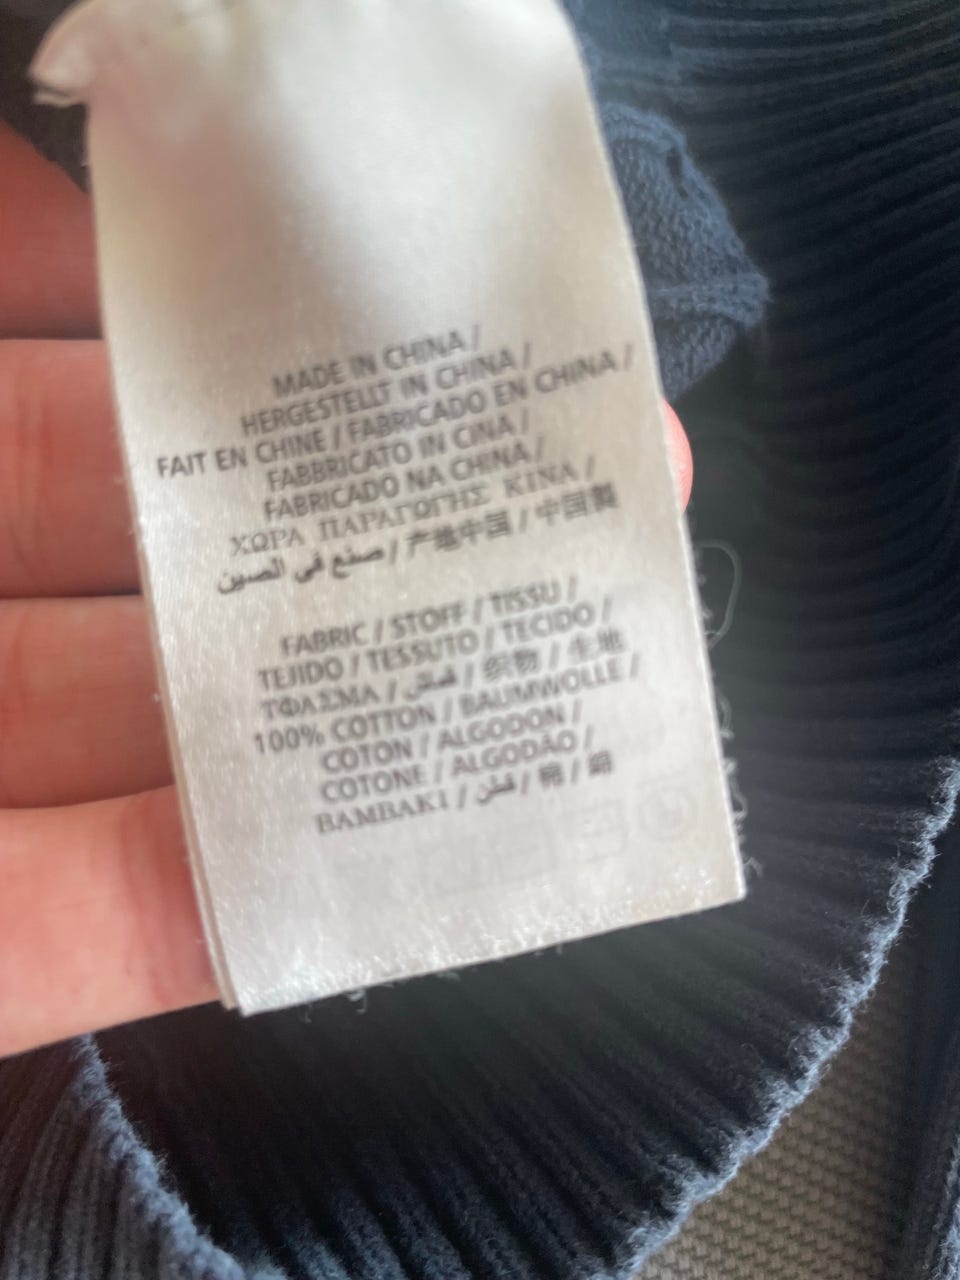 MADE IN CHINA /
HERGESTELLT IN CHINA /
FAIT EN CHINE / FABRICADO EN CHINA /
FABBRICATO IN CINA /
FABRICADO NA CHINA /
ΧΩΡΑ ΠΑΡΑΓΩΓΗΣ ΚΙΝΑ /
صنع في الصين / 产地中国 / 中国製
FABRIC / STOFF / TISSU /
TEJIDO / TESSUTO / TECIDO /
ΤΦΑΣΜΑ / قماش / 织物 / 生地
100% COTTON / BAUMWOLLE /
COTON / ALGODON /
COTONE / ALGODÃO /
ΒΑΜΒΑΚΙ / قطن / 棉 / 綿